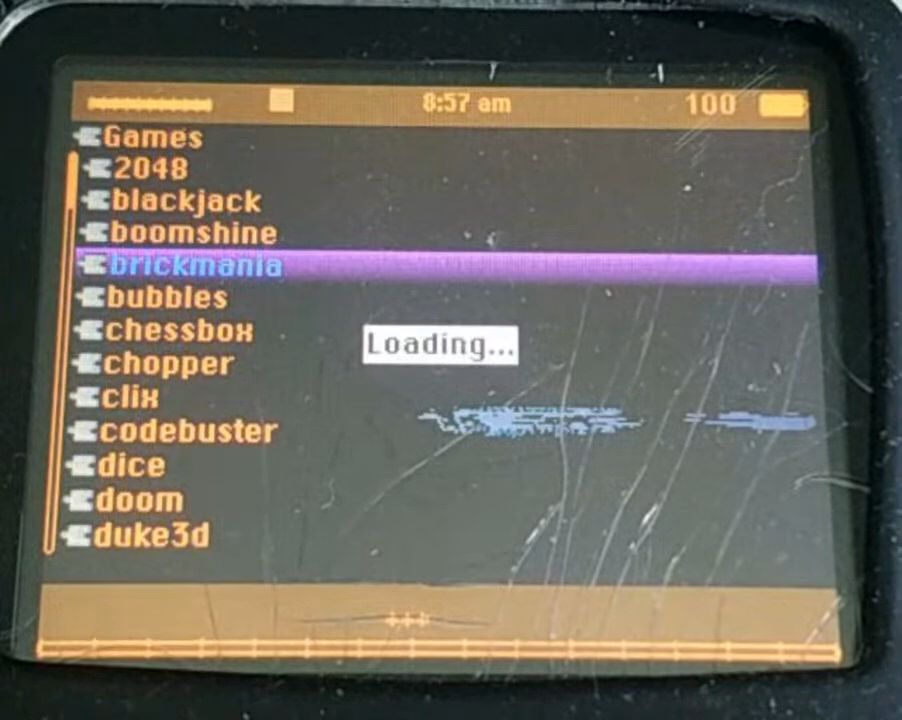 8:57 am 100
Games
2048
blackjack
boomshine
brickmania
bubbles
chessbox
Loading...
chopper
clix
codebuster
dice
doom
duke3d